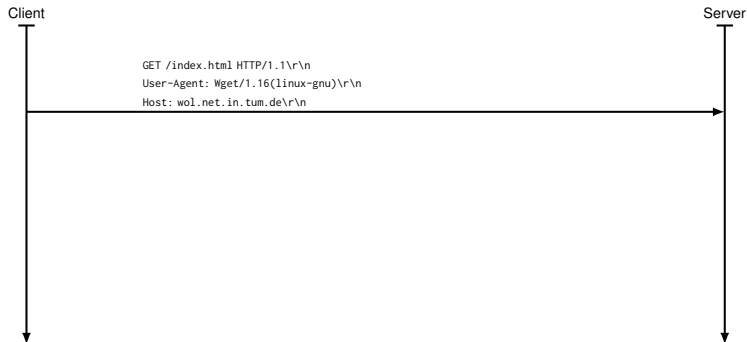 Client
Server
GET /index.html HTTP/1.1\r\n
User-Agent: Wget/1.16(linux-gnu)\r\n
Host: wol.net.in.tum.de\r\n